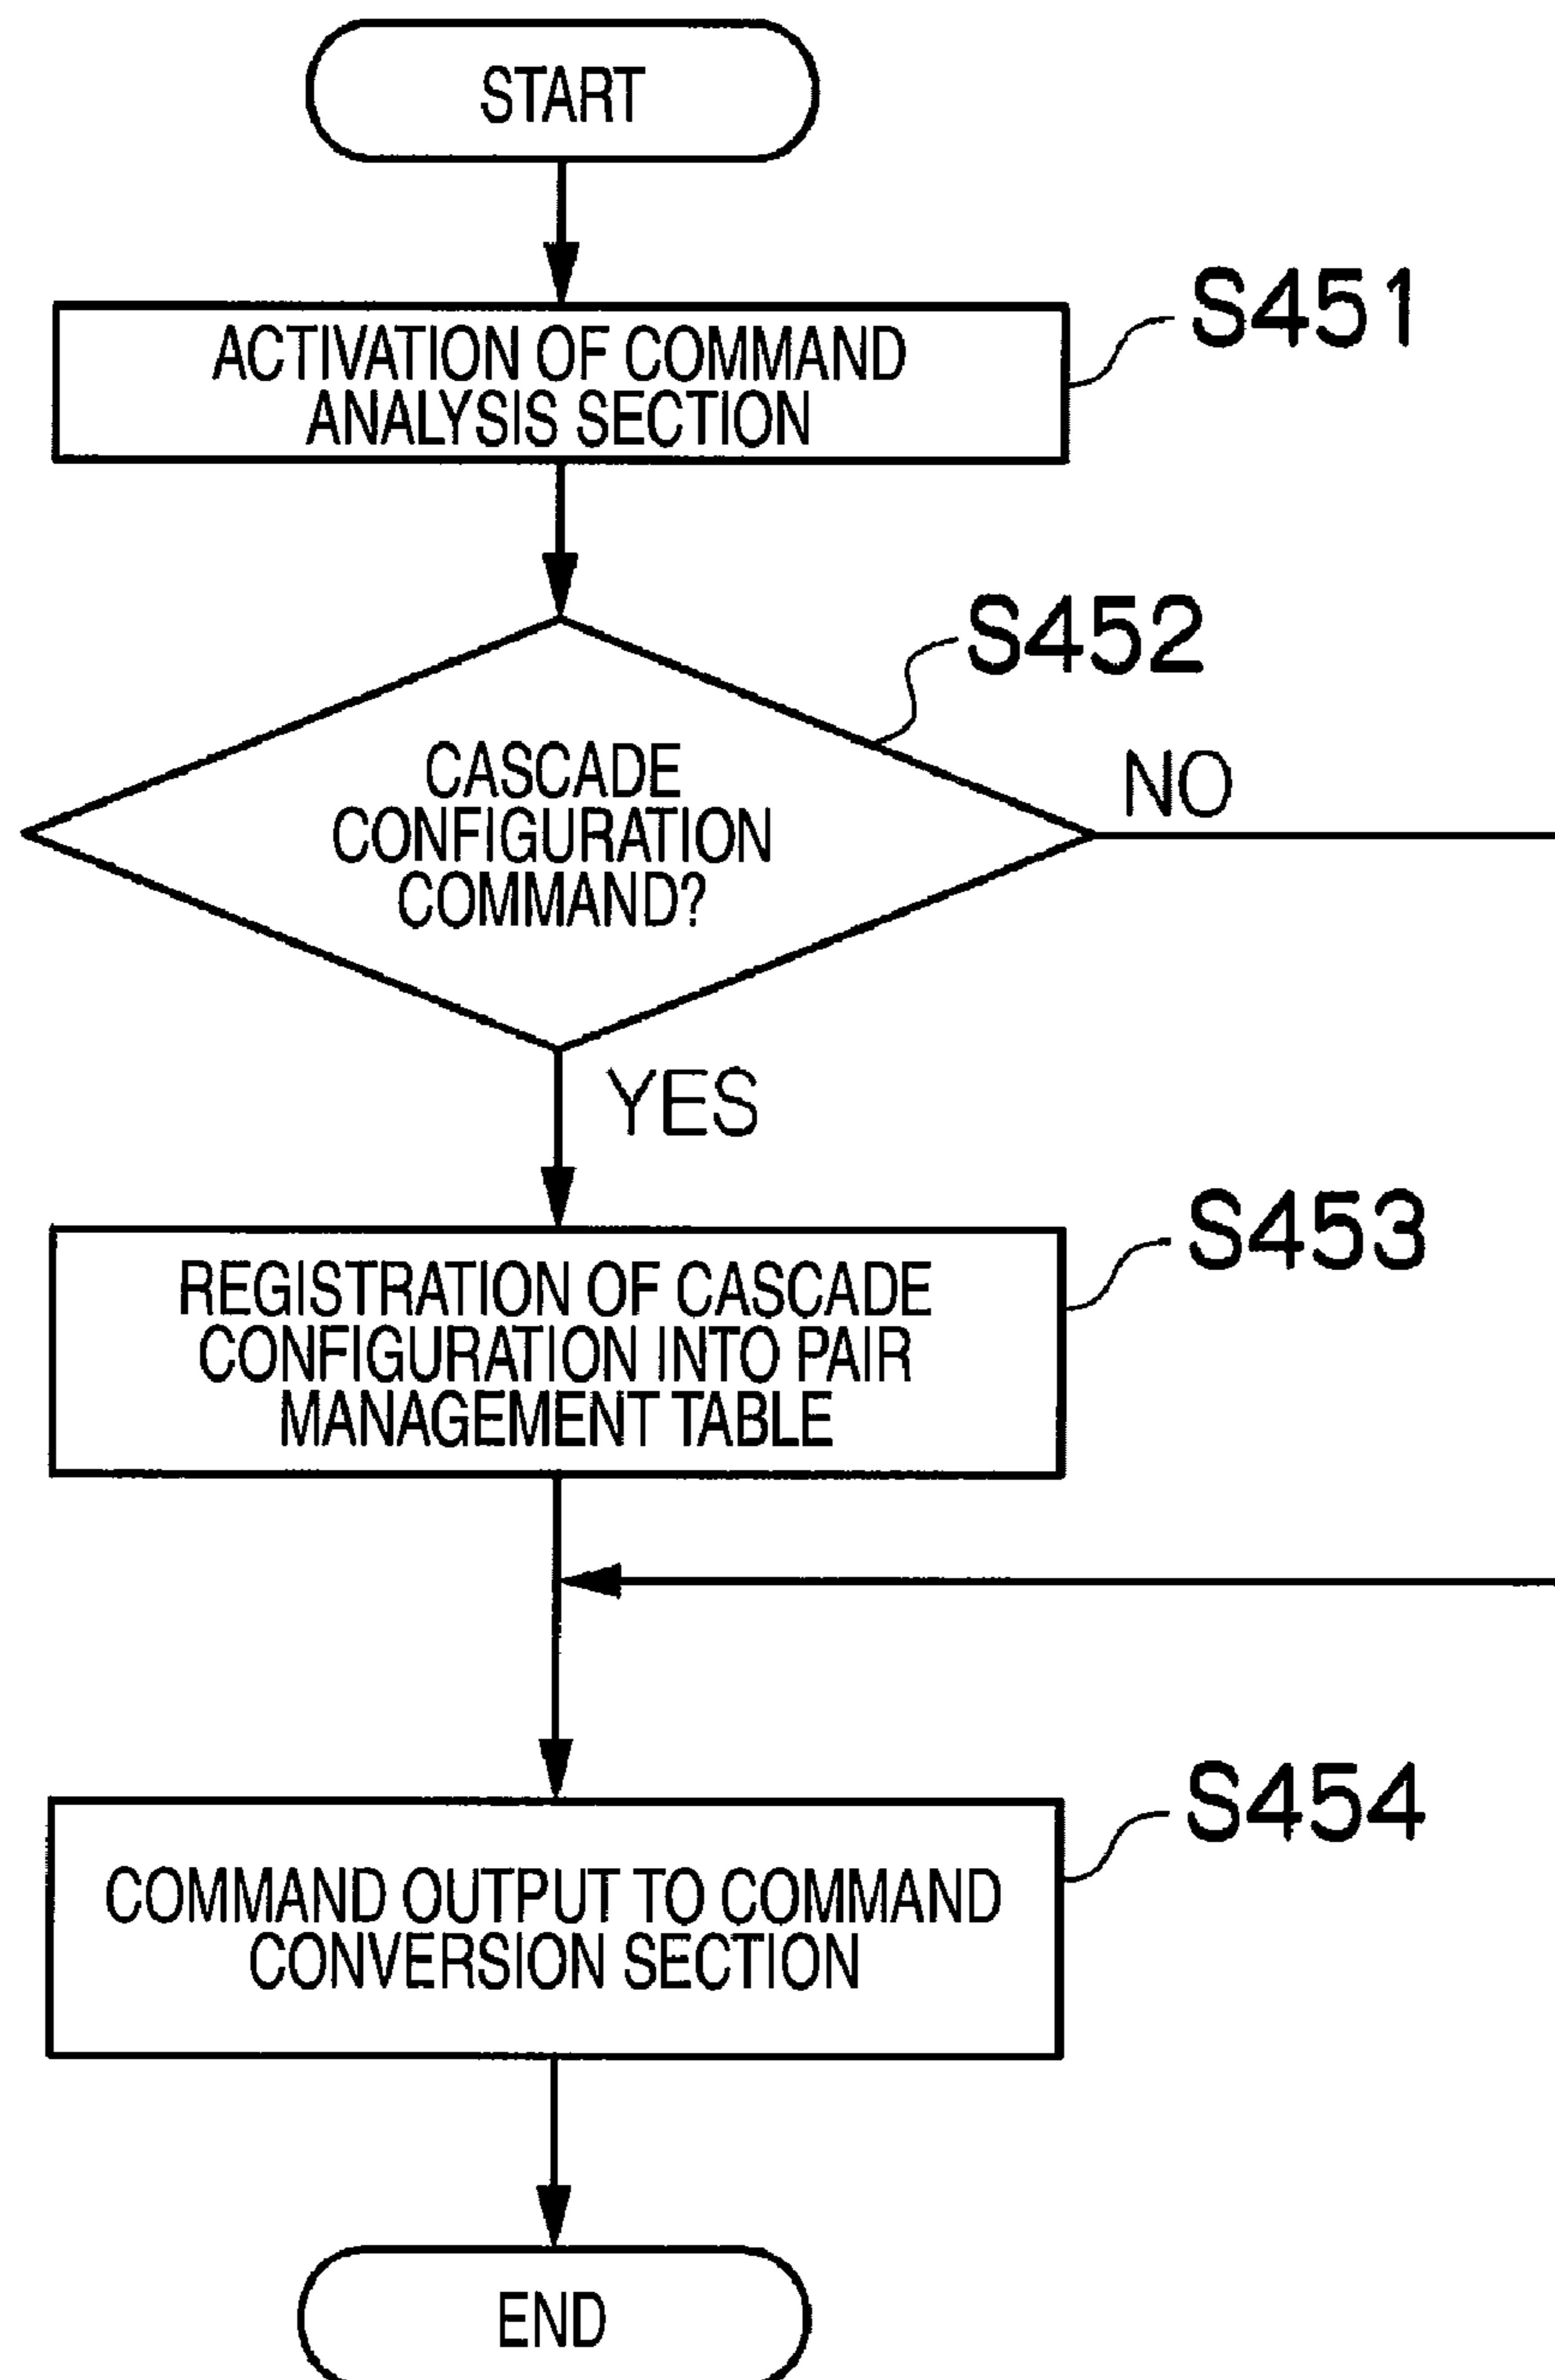 START
S451
ACTIVATION OF COMMAND
ANALYSIS SECTION
S452
CASCADE
CONFIGURATION
COMMAND?
NO
YES
S453
REGISTRATION OF CASCADE
CONFIGURATION INTO PAIR
MANAGEMENT TABLE
S454
COMMAND OUTPUT TO COMMAND
CONVERSION SECTION
END